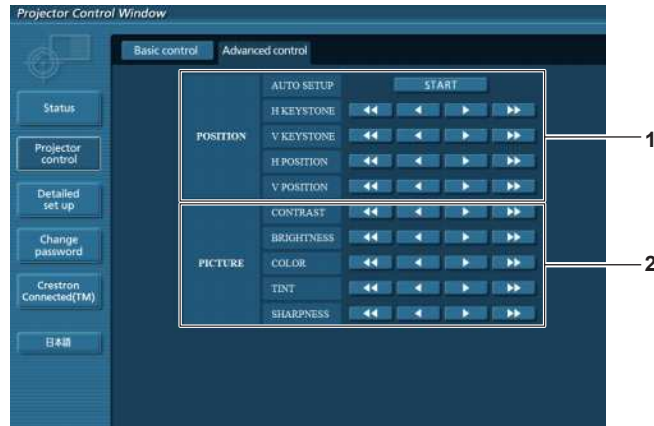 Projector Control Window
Basic control
Advanced control
Status
Projector
control
Detailed
set up
Change
password
Crestron
Connected(TM)
日本語
POSITION
AUTO SETUP
START
H KEYSTONE
V KEYSTONE
H POSITION
V POSITION
1
PICTURE
CONTRAST
BRIGHTNESS
COLOR
TINT
SHARPNESS
2